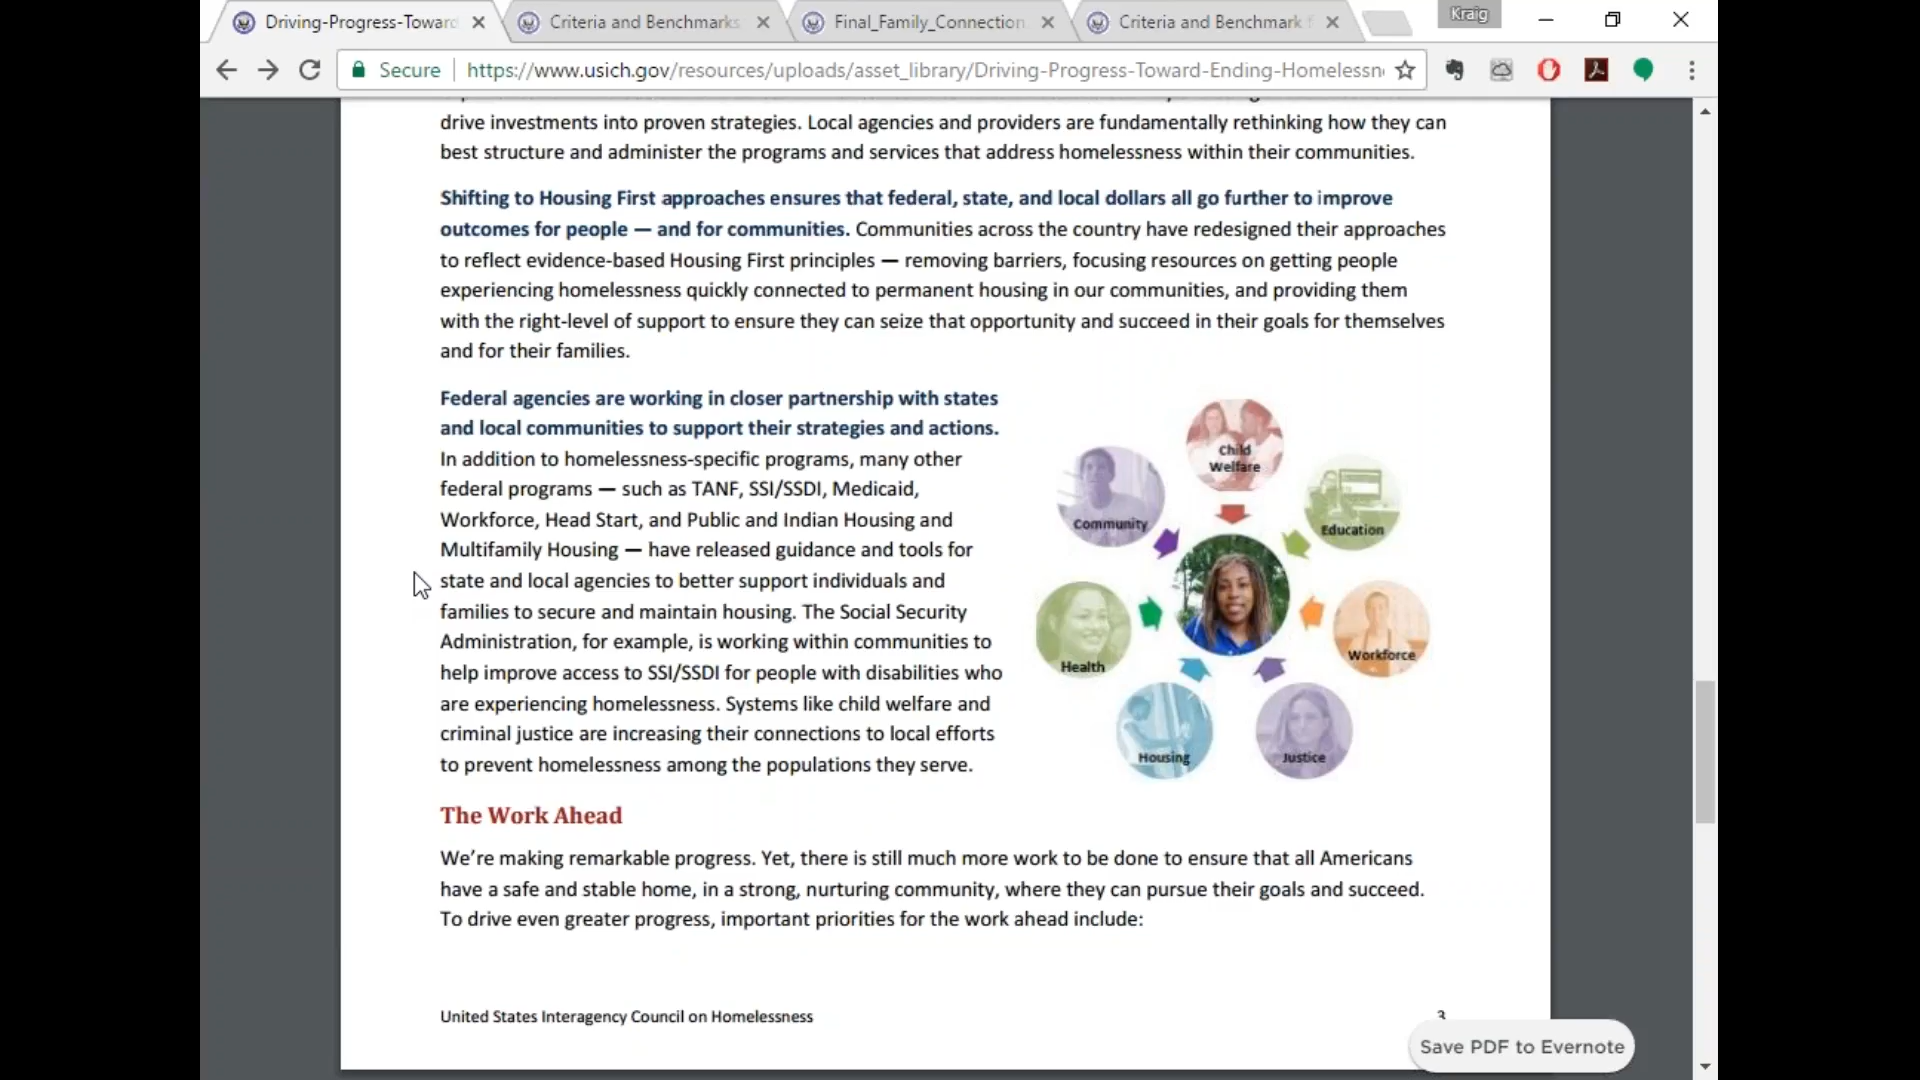 Driving-Progress-Toward
Criteria and Benchmarks
Final_Family_Connection
Criteria and Benchmark f
Kraig
Secure
https://www.usich.gov/resources/uploads/asset_library/Driving-Progress-Toward-Ending-Homelessn
drive investments into proven strategies. Local agencies and providers are fundamentally rethinking how they can
best structure and administer the programs and services that address homelessness within their communities.
Shifting to Housing First approaches ensures that federal, state, and local dollars all go further to improve
outcomes for people — and for communities. Communities across the country have redesigned their approaches
to reflect evidence-based Housing First principles — removing barriers, focusing resources on getting people
experiencing homelessness quickly connected to permanent housing in our communities, and providing them
with the right-level of support to ensure they can seize that opportunity and succeed in their goals for themselves
and for their families.
Federal agencies are working in closer partnership with states
and local communities to support their strategies and actions.
In addition to homelessness-specific programs, many other
federal programs — such as TANF, SSI/SSDI, Medicaid,
Workforce, Head Start, and Public and Indian Housing and
Multifamily Housing — have released guidance and tools for
state and local agencies to better support individuals and
families to secure and maintain housing. The Social Security
Administration, for example, is working within communities to
help improve access to SSI/SSDI for people with disabilities who
are experiencing homelessness. Systems like child welfare and
criminal justice are increasing their connections to local efforts
to prevent homelessness among the populations they serve.
Child
Welfare
Community
Education
Health
Workforce
Housing
Justice
The Work Ahead
We're making remarkable progress. Yet, there is still much more work to be done to ensure that all Americans
have a safe and stable home, in a strong, nurturing community, where they can pursue their goals and succeed.
To drive even greater progress, important priorities for the work ahead include:
United States Interagency Council on Homelessness
3
Save PDF to Evernote